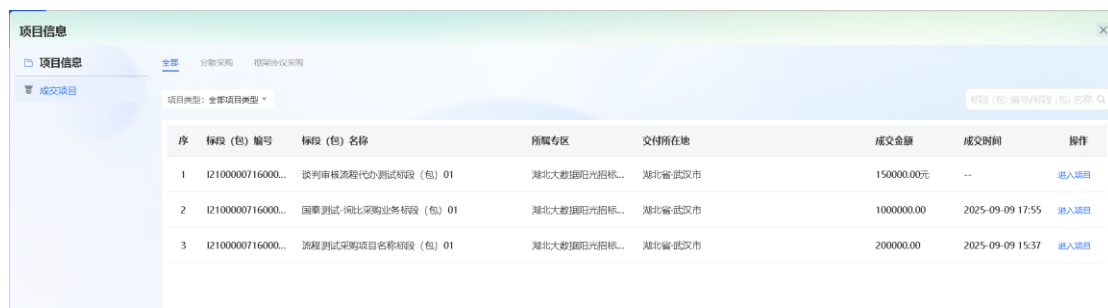 项目信息
项目信息
成交项目
全部 分散采购 框架协议采购
项目类型：全部项目类型
标段（包）编号/标段（包）名称
序 标段（包）编号 标段（包）名称 所属专区 交付所在地 成交金额 成交时间 操作
1 I2100000716000... 谈判审核流程代办测试标段（包）01 湖北大数据阳光招标... 湖北省·武汉市 150000.00元 -- 进入项目
2 I2100000716000... 国泰测试-询比采购业务标段（包）01 湖北大数据阳光招标... 湖北省·武汉市 1000000.00 2025-09-09 17:55 进入项目
3 I2100000716000... 流程测试采购项目名称标段（包）01 湖北大数据阳光招标... 湖北省·武汉市 200000.00 2025-09-09 15:37 进入项目